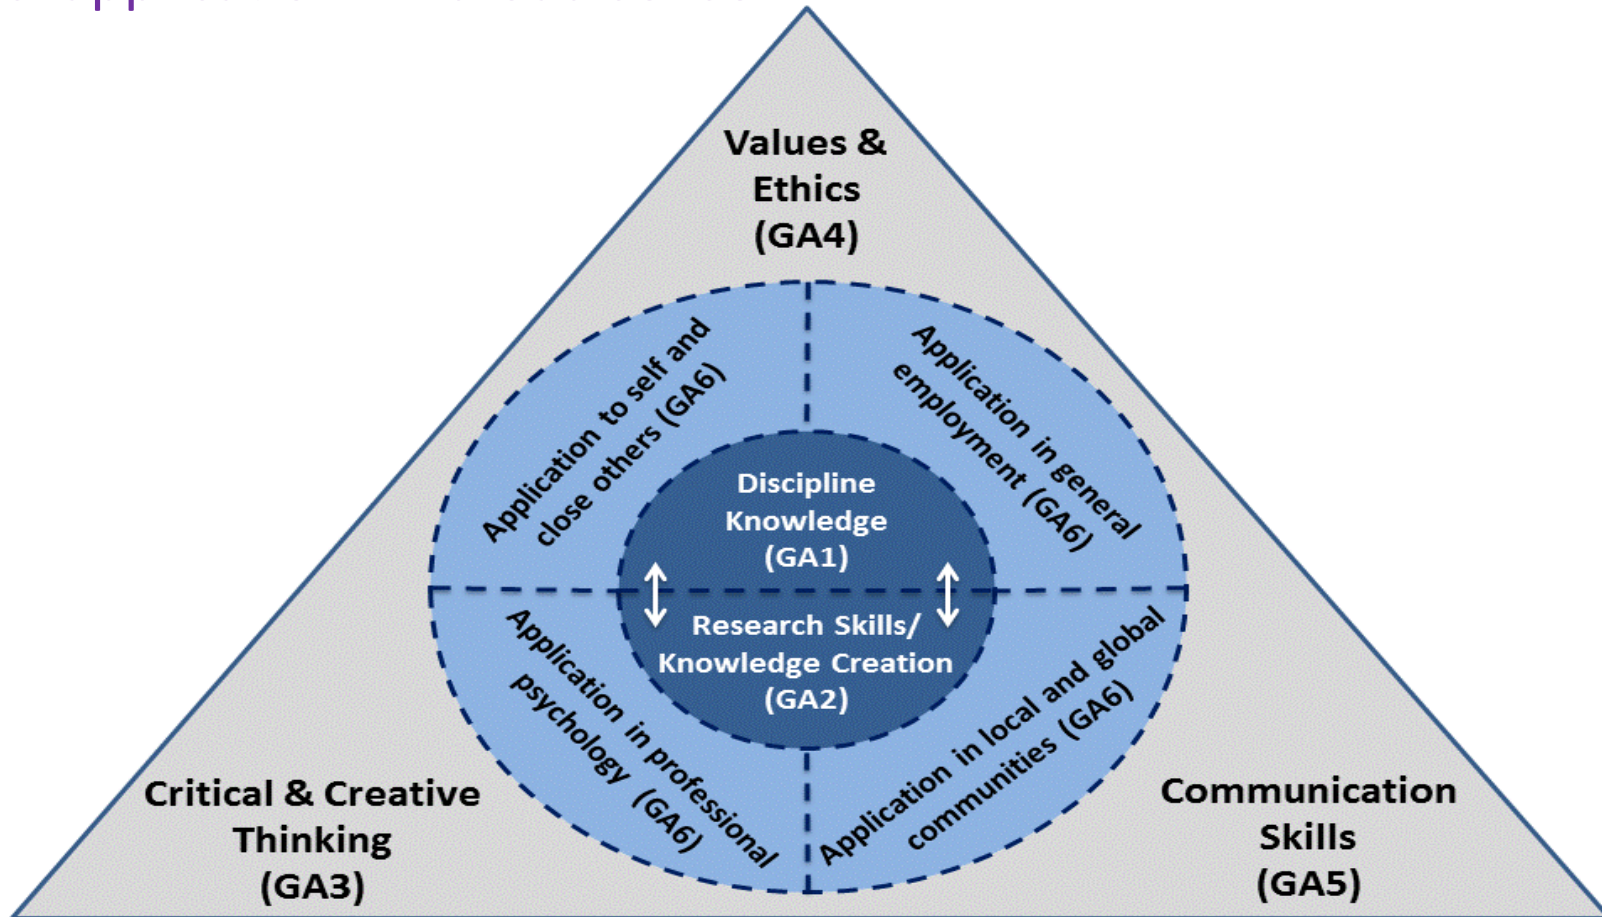 Values &
Ethics
(GA4)
Application to self and
close others (GA6)
Application in general
employment (GA6)
Discipline
Knowledge
(GA1)
Research Skills/
Knowledge Creation
(GA2)
Application in professional
psychology (GA6)
Application in local and global
communities (GA6)
Critical & Creative
Thinking
(GA3)
Communication
Skills
(GA5)